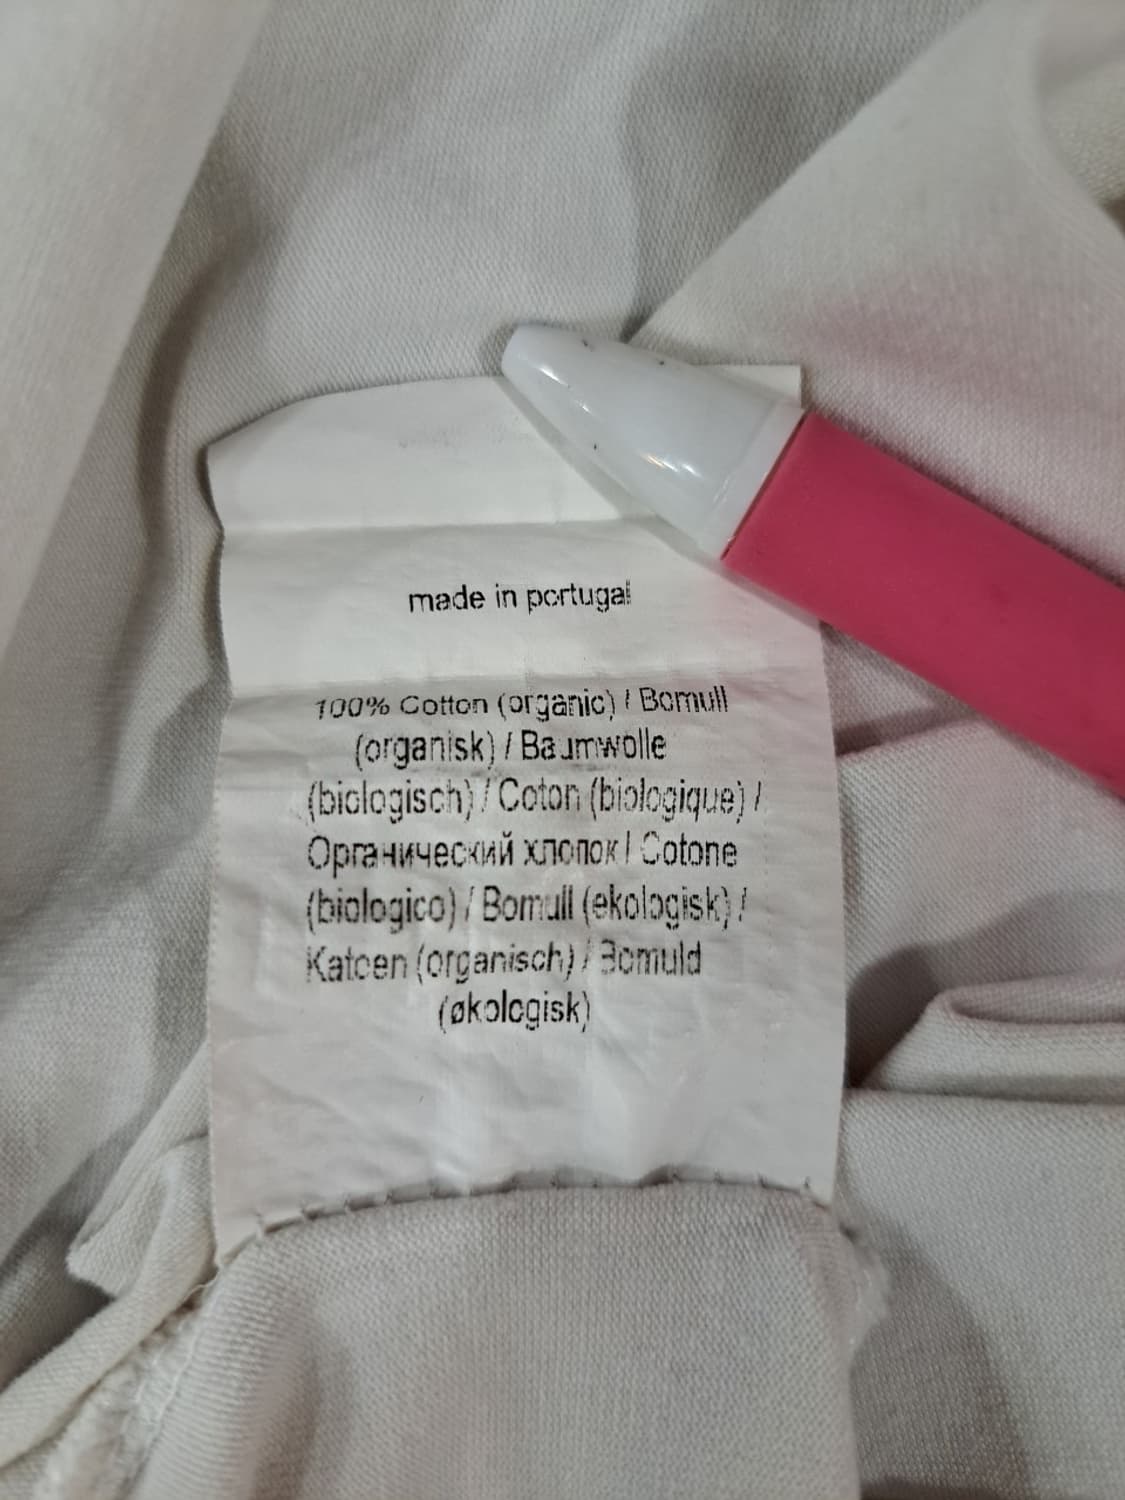 made in portugal
100% Cotton (organic) / Bomull
(organisk) / Baumwolle
(biologisch) / Coton (biologique) /
Органический хлопок / Cotone
(biologico) / Bomull (ekologisk) /
Katoen (organisch) / Bomuld
(økologisk)